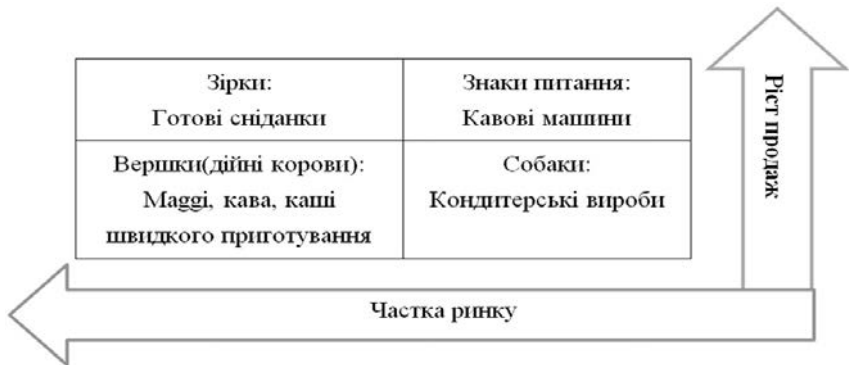 Зірки:
Готові сніданки
Знаки питання:
Кавові машини
Вершки(дійні корови):
Maggi, кава, каші
швидкого приготування
Собаки:
Кондитерські вироби
Ріст продаж
Частка ринку